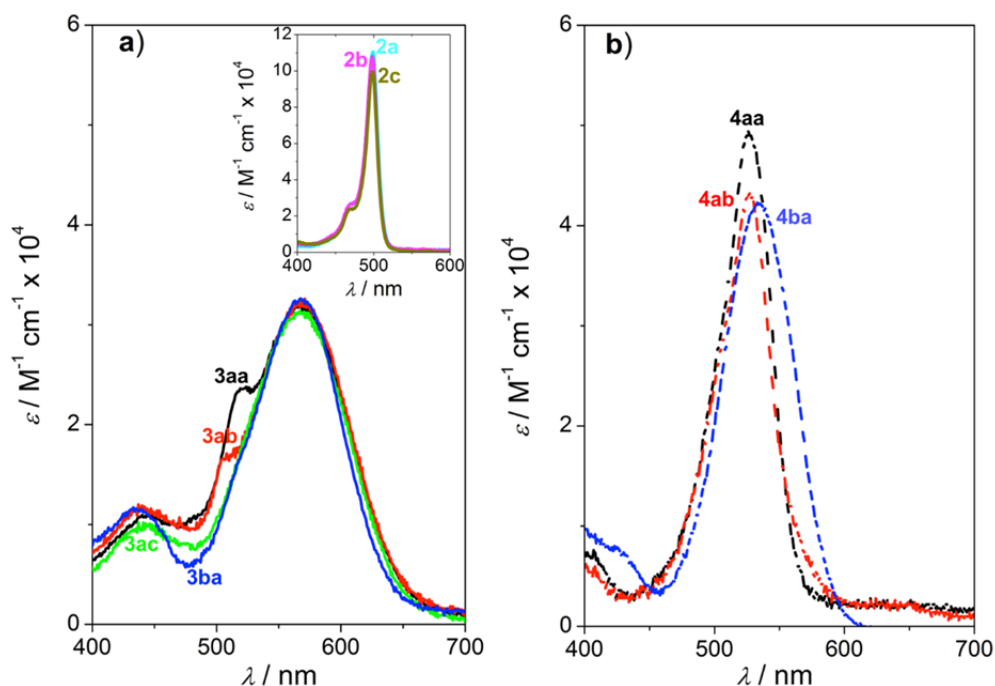 a)
6
4
2
0
400
500
600
700
λ / nm
ε / M⁻¹ cm⁻¹ x 10⁴
3aa
3ab
3ac
3ba
12
10
8
6
4
2
0
400
500
600
λ / nm
ε / M⁻¹ cm⁻¹ x 10⁴
2b
2a
2c
b)
6
4
2
0
400
500
600
700
λ / nm
ε / M⁻¹ cm⁻¹ x 10⁴
4aa
4ab
4ba